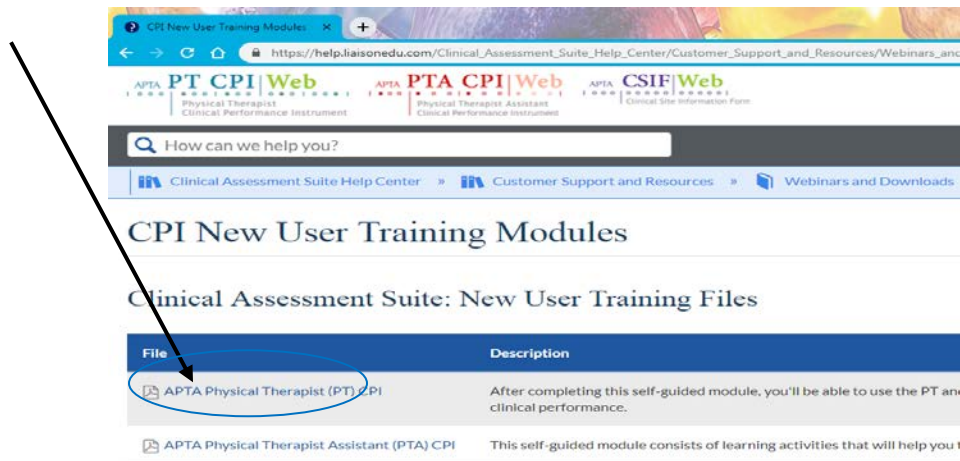 CPI New User Training Modules
https://help.liaisonedu.com/Clinical_Assessment_Suite_Help_Center/Customer_Support_and_Resources/Webinars_and
APTA PT CPI Web APTA PTA CPI Web APTA CSIF Web
Physical Therapist Physical Therapist Assistant Clinical Site Information Form
Clinical Performance Instrument Clinical Performance Instrument
How can we help you?
Clinical Assessment Suite Help Center » Customer Support and Resources » Webinars and Downloads
CPI New User Training Modules
Clinical Assessment Suite: New User Training Files
File Description
APTA Physical Therapist (PT) CPI After completing this self-guided module, you'll be able to use the PT and
clinical performance.
APTA Physical Therapist Assistant (PTA) CPI This self-guided module consists of learning activities that will help you